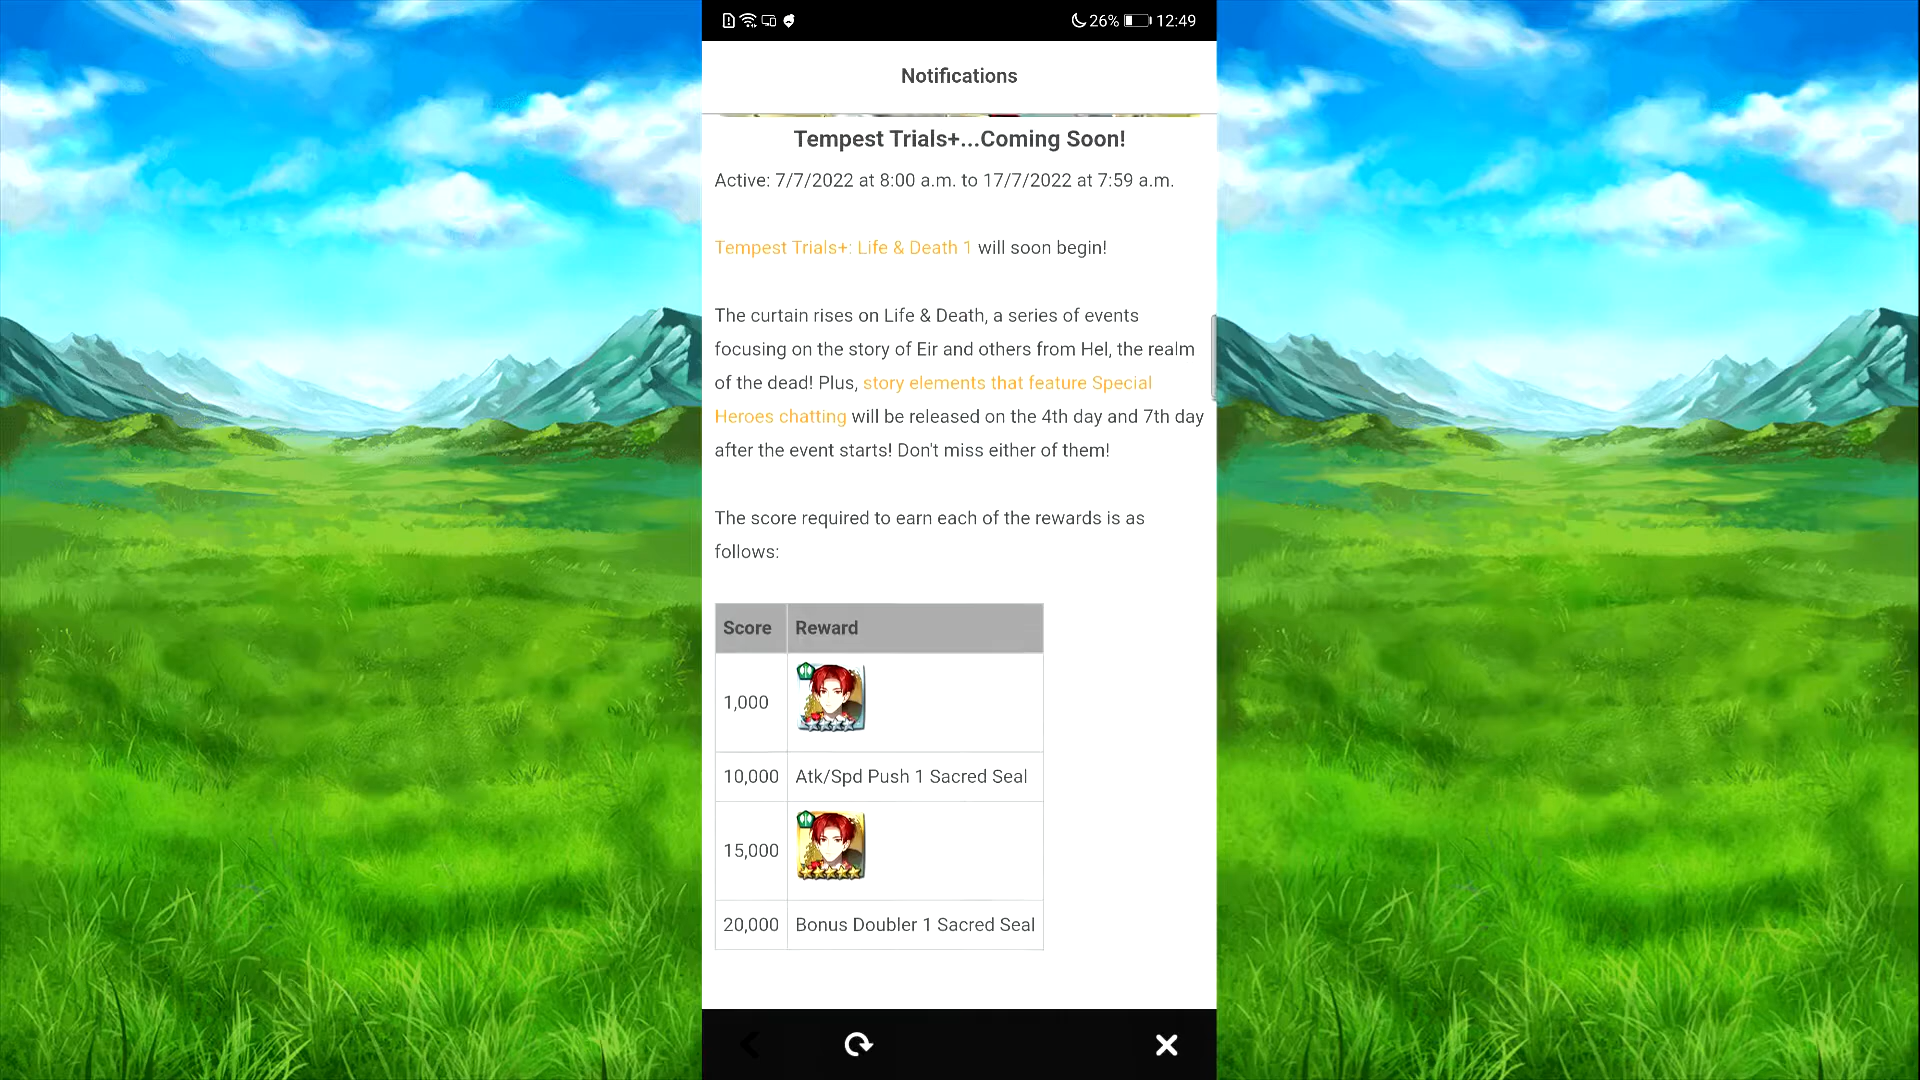 26% 12:49
Notifications
Tempest Trials+...Coming Soon!
Active: 7/7/2022 at 8:00 a.m. to 17/7/2022 at 7:59 a.m.
Tempest Trials+: Life & Death 1 will soon begin!
The curtain rises on Life & Death, a series of events
focusing on the story of Eir and others from Hel, the realm
of the dead! Plus, story elements that feature Special
Heroes chatting will be released on the 4th day and 7th day
after the event starts! Don't miss either of them!
The score required to earn each of the rewards is as
follows:
Score Reward
1,000
10,000 Atk/Spd Push 1 Sacred Seal
15,000
20,000 Bonus Doubler 1 Sacred Seal